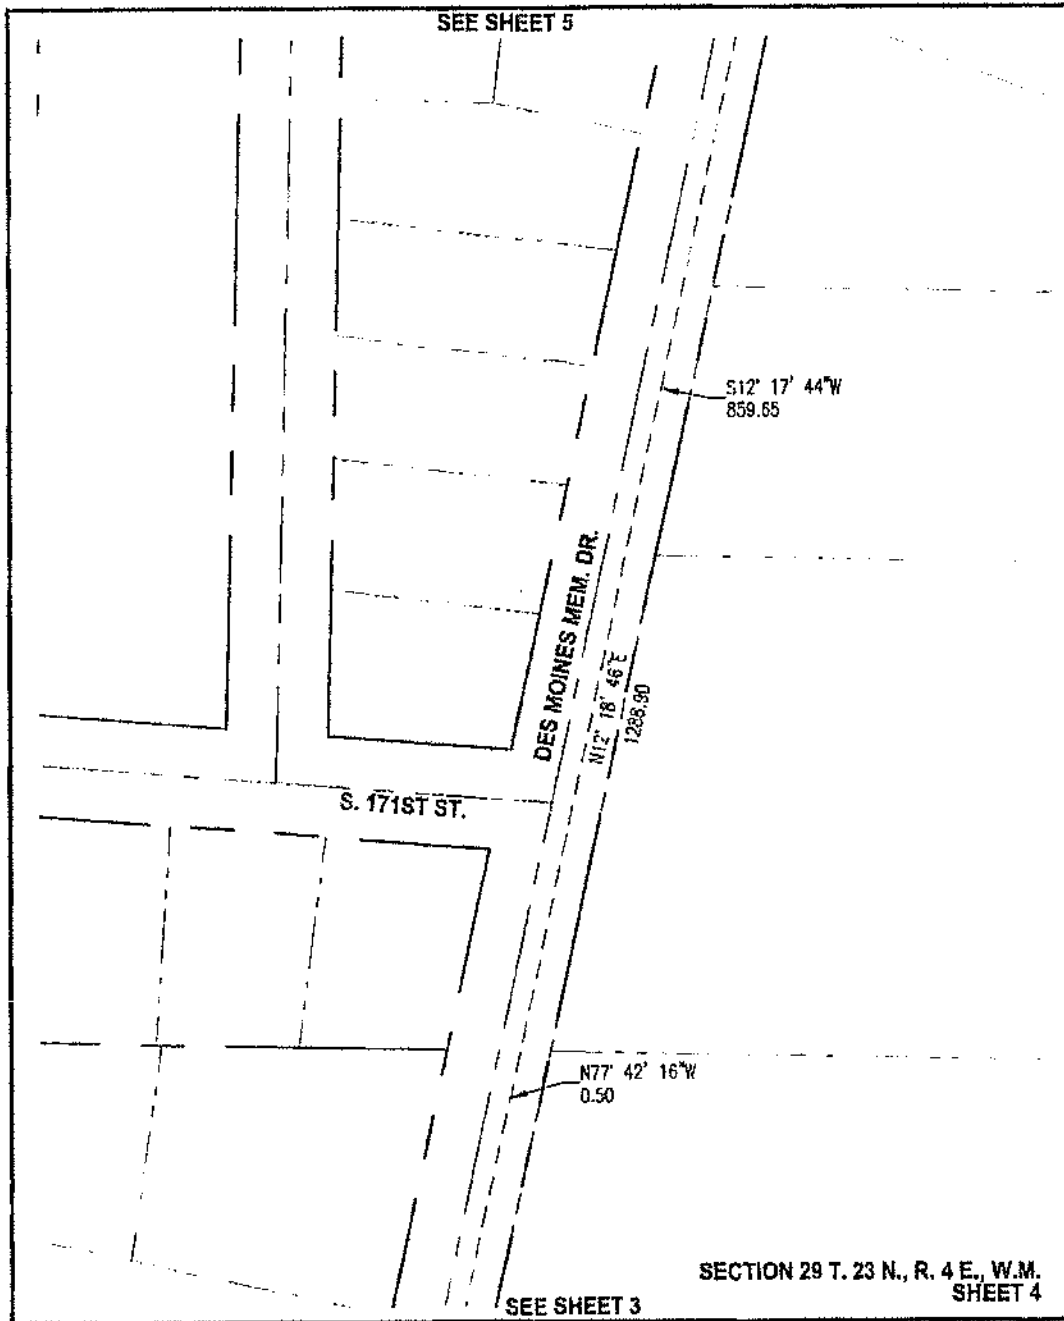 SEE SHEET 5
S12' 17' 44"W
859.65
DES MOINES MEM. DR.
N12' 18' 46"E
1288.90
S. 171ST ST.
N77' 42' 16"W
0.50
SECTION 29 T. 23 N., R. 4 E., W.M.
SHEET 4
SEE SHEET 3